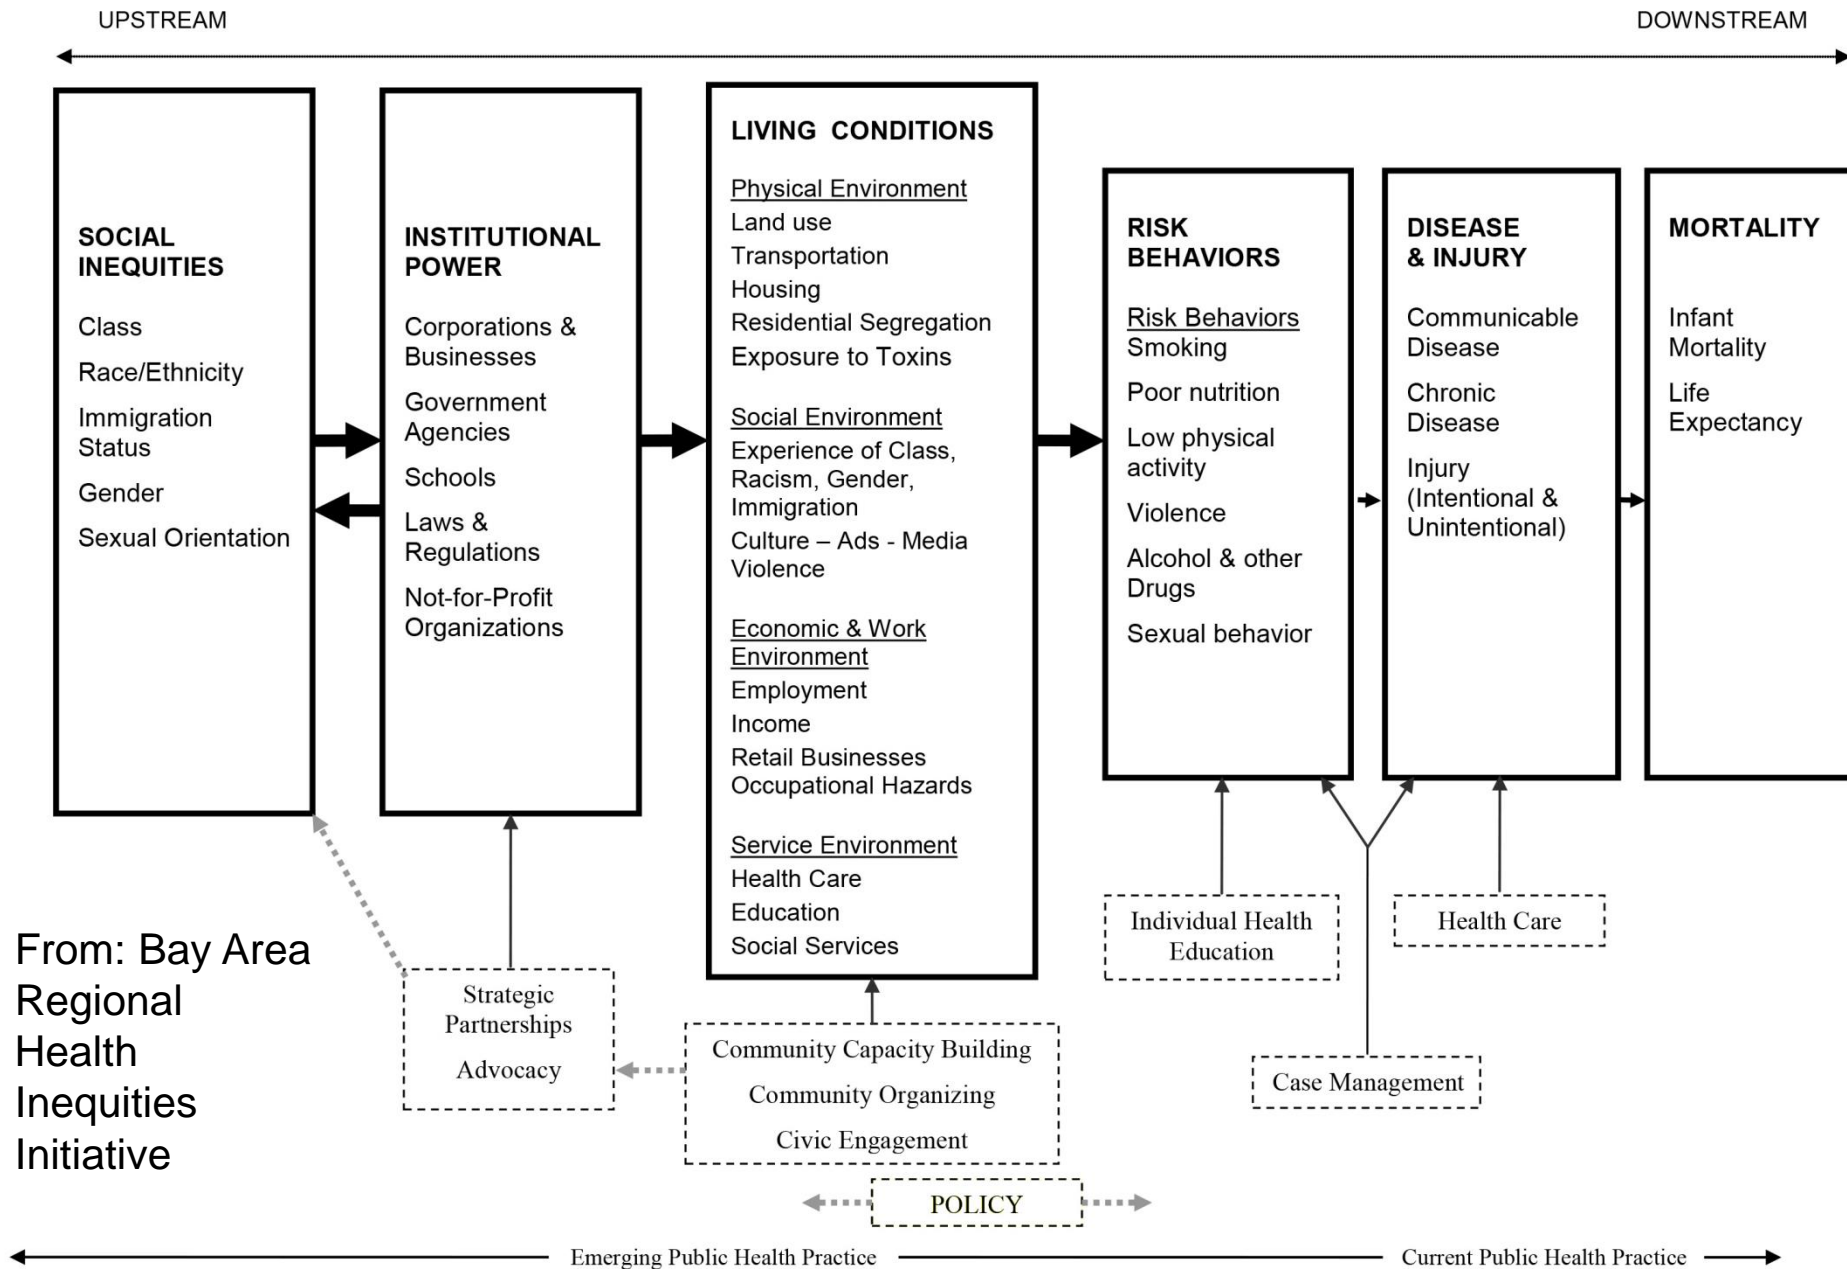 UPSTREAM
DOWNSTREAM
SOCIAL
INEQUITIES
Class
Race/Ethnicity
Immigration
Status
Gender
Sexual Orientation
INSTITUTIONAL
POWER
Corporations &
Businesses
Government
Agencies
Schools
Laws &
Regulations
Not-for-Profit
Organizations
LIVING CONDITIONS
Physical Environment
Land use
Transportation
Housing
Residential Segregation
Exposure to Toxins
Social Environment
Experience of Class,
Racism, Gender,
Immigration
Culture – Ads - Media
Violence
Economic & Work
Environment
Employment
Income
Retail Businesses
Occupational Hazards
Service Environment
Health Care
Education
Social Services
RISK
BEHAVIORS
Risk Behaviors
Smoking
Poor nutrition
Low physical
activity
Violence
Alcohol & other
Drugs
Sexual behavior
DISEASE
& INJURY
Communicable
Disease
Chronic
Disease
Injury
(Intentional &
Unintentional)
MORTALITY
Infant
Mortality
Life
Expectancy
From: Bay Area
Regional
Health
Inequities
Initiative
Strategic
Partnerships
Advocacy
Community Capacity Building
Community Organizing
Civic Engagement
Individual Health
Education
Health Care
Case Management
POLICY
Emerging Public Health Practice
Current Public Health Practice